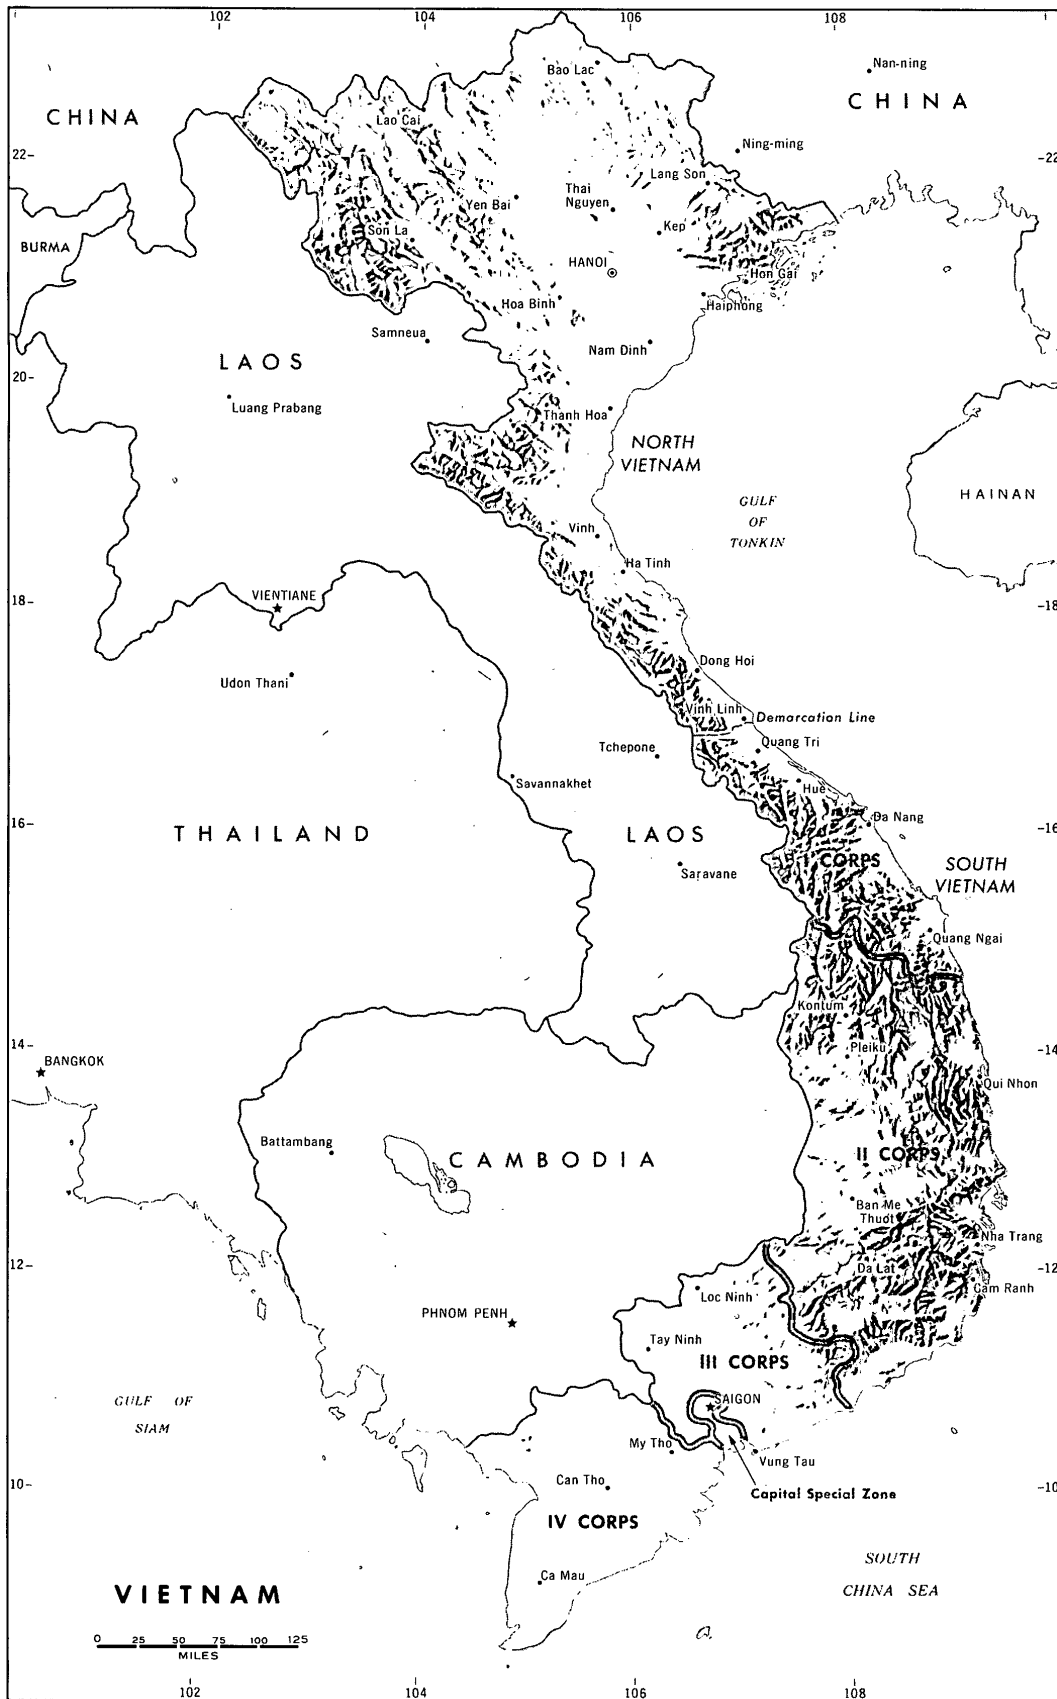 102 104 106 108
Nan-ning
Bao Lac
CHINA
CHINA
Lao Cai
Ning-ming
22-
-22
Lang Son
Thai
Nguyen
Yen Bai
Kep
Son La
BURMA
HANOI
Hon Gai
Hoa Binh
Haiphong
Samneua
Nam Dinh
LAOS
20-
-20
Luang Prabang
Thanh Hoa
NORTH
VIETNAM
HAINAN
GULF
OF
TONKIN
Vinh
Ha Tinh
VIENTIANE
18-
-18
Dong Hoi
Udon Thani
Vinh Linh
Demarcation Line
Quang Tri
Tchepone
Savannakhet
Hue
Da Nang
16-
-16
THAILAND
LAOS
I CORPS
SOUTH
VIETNAM
Saravane
Quang Ngai
Kontum
14-
-14
Pleiku
BANGKOK
Qui Nhon
Battambang
CAMBODIA
II CORPS
Ban Me
Thuot
Nha Trang
12-
-12
Da Lat
Cam Ranh
Loc Ninh
PHNOM PENH
Tay Ninh
III CORPS
GULF OF
SIAM
SAIGON
My Tho
Vung Tau
10-
-10
Can Tho
Capital Special Zone
IV CORPS
Ca Mau
SOUTH
CHINA SEA
VIETNAM
0 25 50 75 100 125
MILES
102 104 106 108